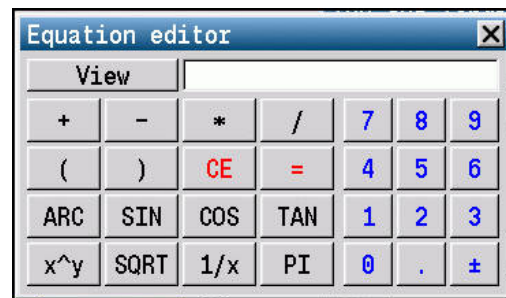 Equation editor X
View
+ - * / 7 8 9
( ) CE = 4 5 6
ARC SIN COS TAN 1 2 3
x^y SQRT 1/x PI 0 . ±